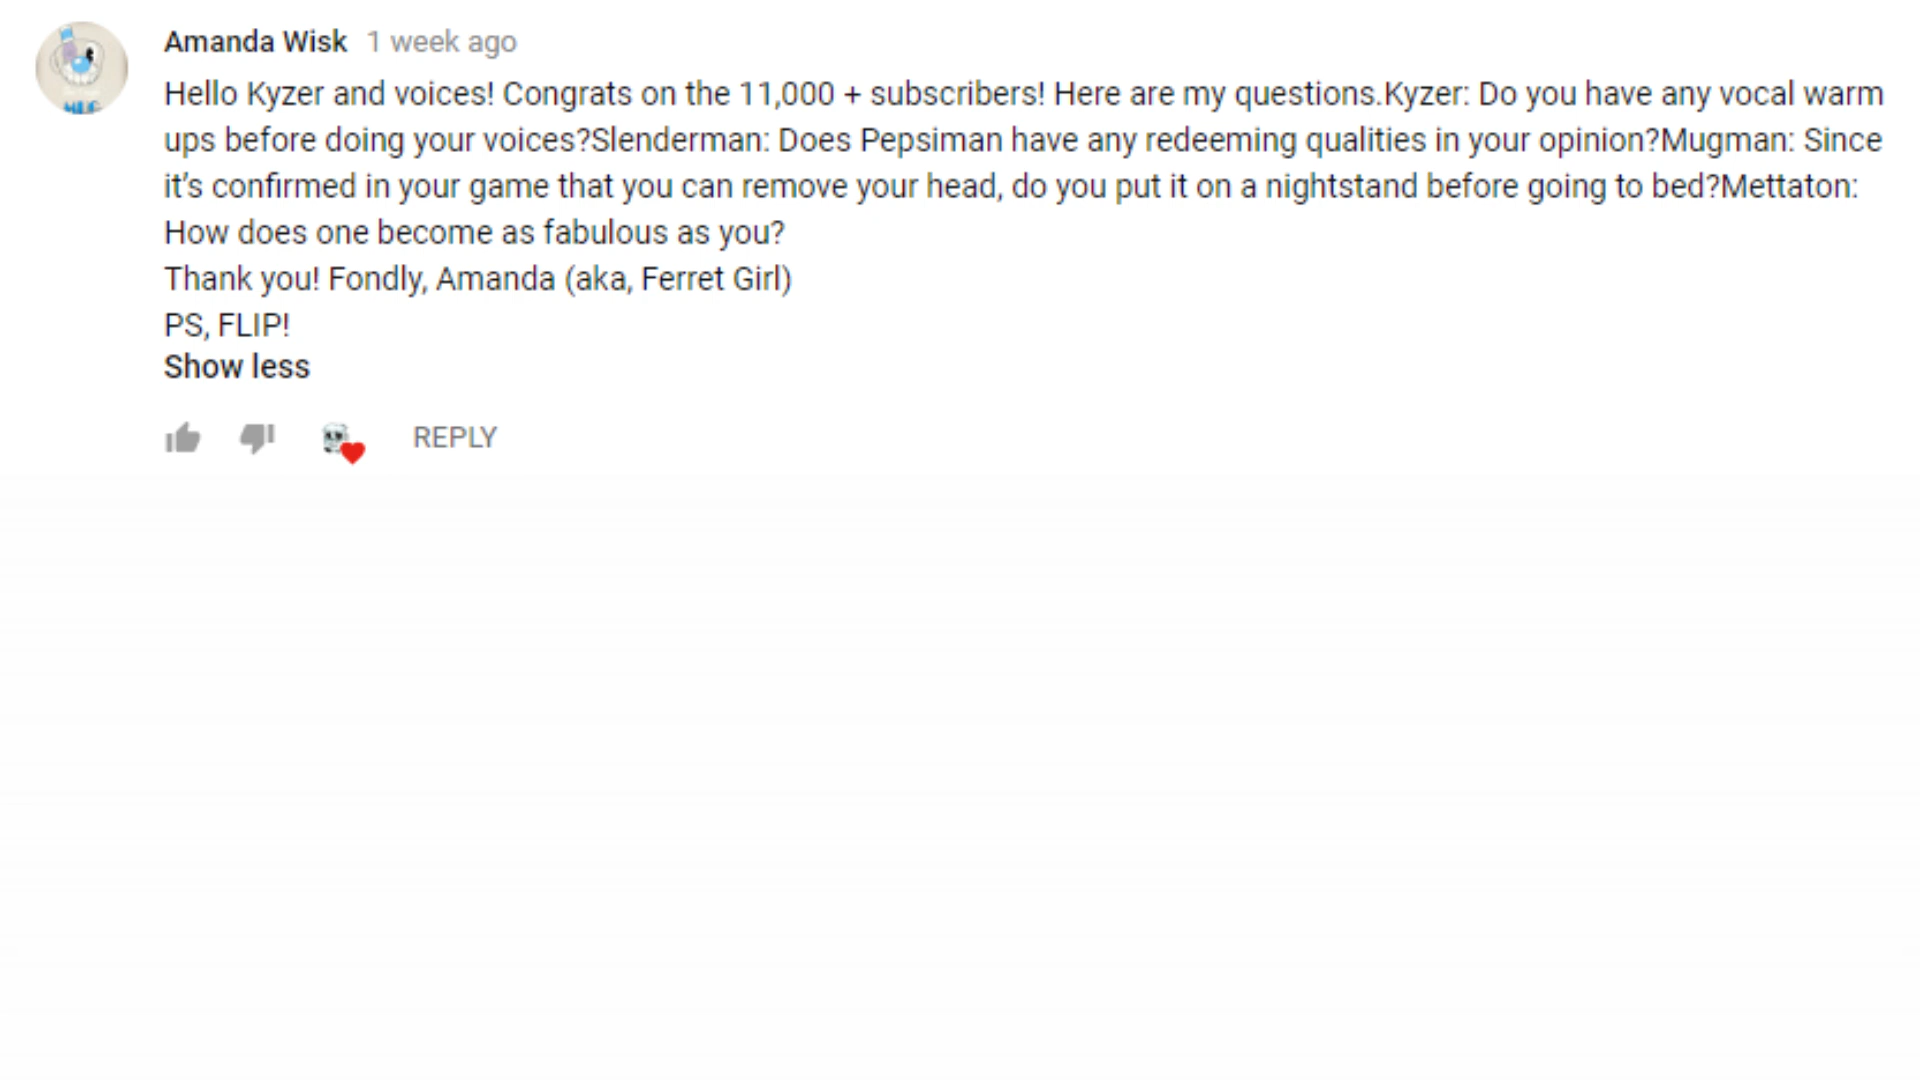 Amanda Wisk 1 week ago
Hello Kyzer and voices! Congrats on the 11,000 + subscribers! Here are my questions.Kyzer: Do you have any vocal warm
ups before doing your voices?Slenderman: Does Pepsiman have any redeeming qualities in your opinion?Mugman: Since
it’s confirmed in your game that you can remove your head, do you put it on a nightstand before going to bed?Mettaton:
How does one become as fabulous as you?
Thank you! Fondly, Amanda (aka, Ferret Girl)
PS, FLIP!
Show less
REPLY